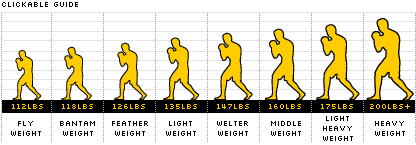 CLICKABLE GUIDE
112LBS 118LBS 126LBS 135LBS 147LBS 160LBS 175LBS 200LBS+
FLY WEIGHT
BANTAM WEIGHT
FEATHER WEIGHT
LIGHT WEIGHT
WELTER WEIGHT
MIDDLE WEIGHT
LIGHT HEAVY WEIGHT
HEAVY WEIGHT